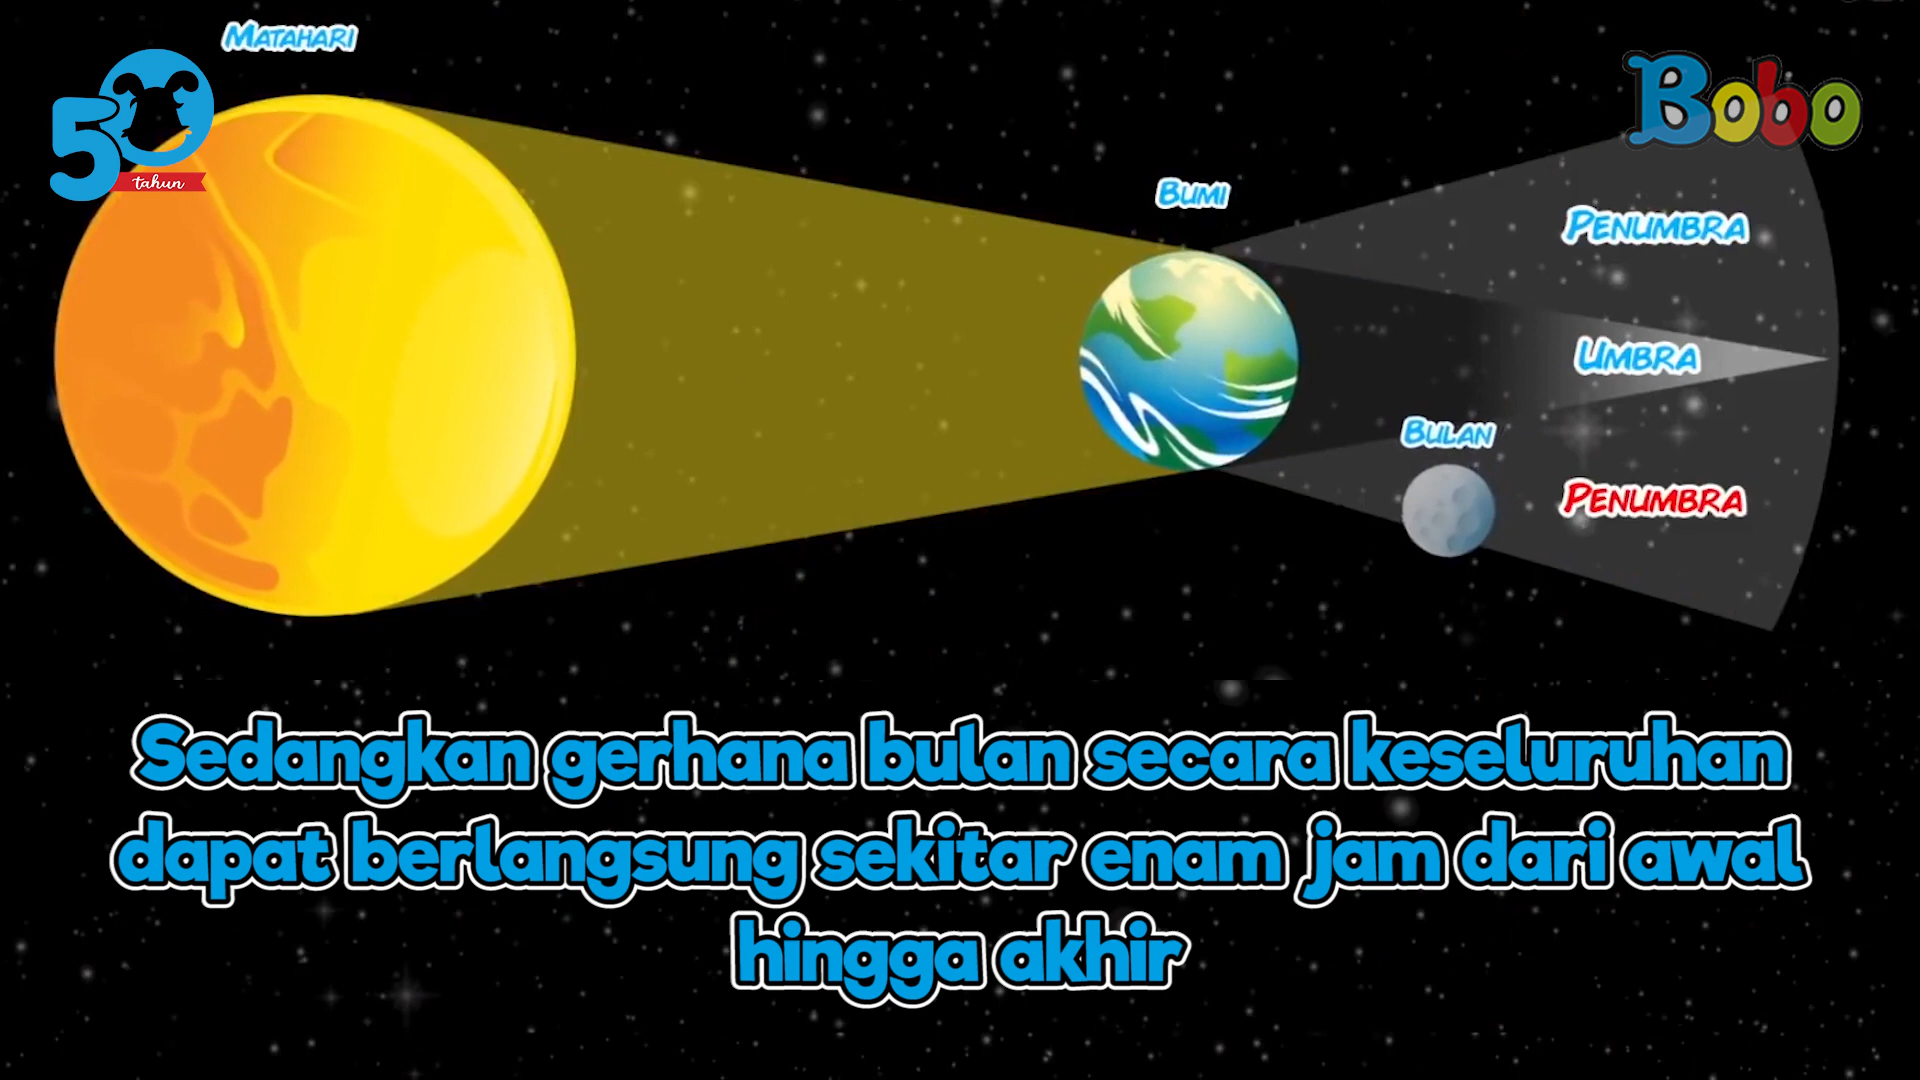 Matahari
50
tahun
Bobo
Bumi
Penumbra
Umbra
Bulan
Penumbra
Sedangkan gerhana bulan secara keseluruhan
dapat berlangsung sekitar enam jam dari awal
hingga akhir